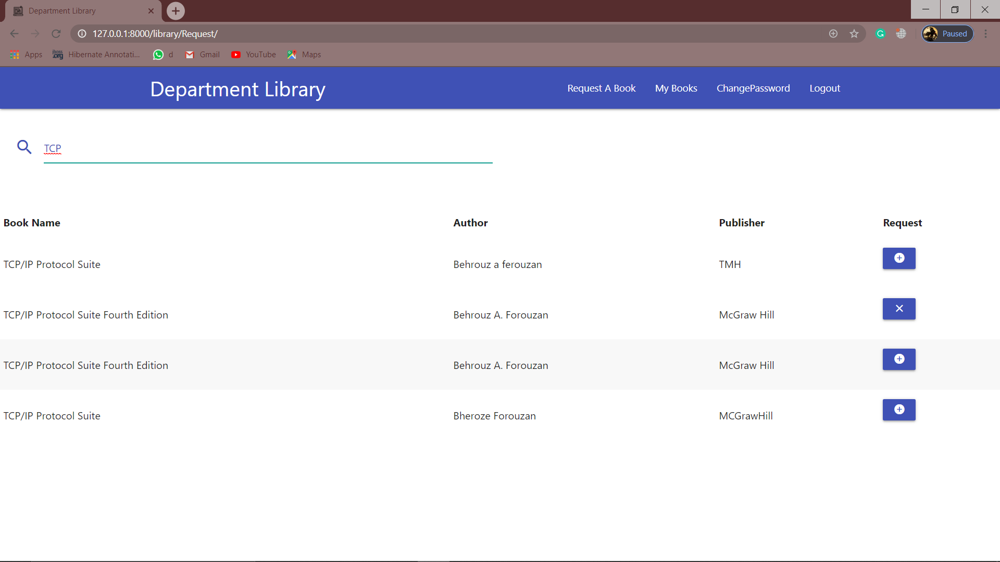 Department Library
127.0.0.1:8000/library/Request/
Paused
Apps
Hibernate Annotati...
d
Gmail
YouTube
Maps
Department Library
Request A Book
My Books
ChangePassword
Logout
TCP
Book Name Author Publisher Request
TCP/IP Protocol Suite Behrouz a ferouzan TMH
TCP/IP Protocol Suite Fourth Edition Behrouz A. Forouzan McGraw Hill
TCP/IP Protocol Suite Fourth Edition Behrouz A. Forouzan McGraw Hill
TCP/IP Protocol Suite Bheroze Forouzan MCGrawHill